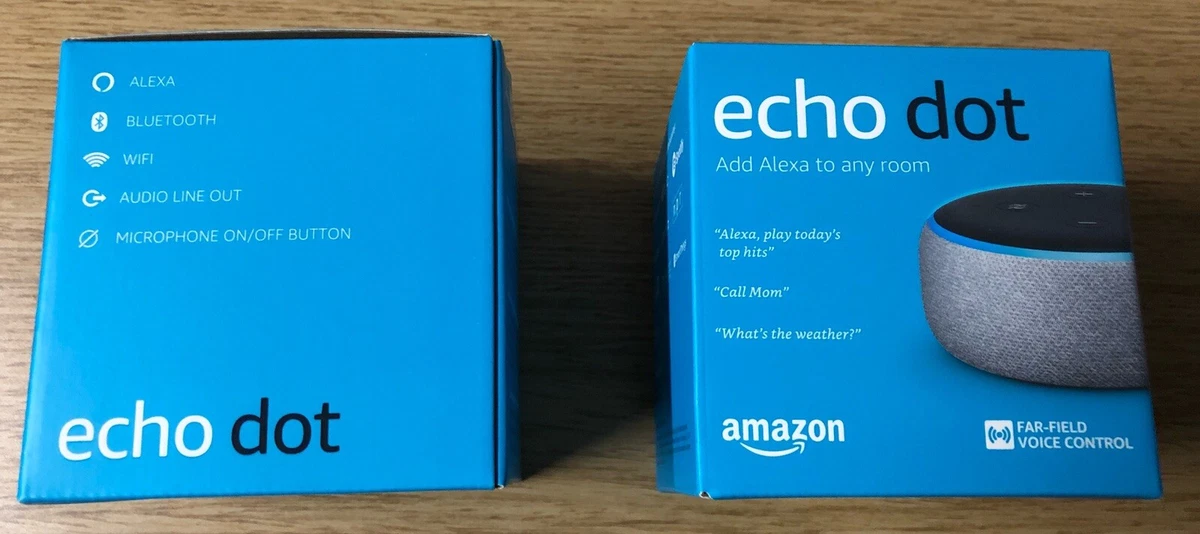 ALEXA
BLUETOOTH
WIFI
AUDIO LINE OUT
MICROPHONE ON/OFF BUTTON
echo dot
echo dot
Add Alexa to any room
“Alexa, play today’s
top hits”
“Call Mom”
“What’s the weather?”
amazon
FAR-FIELD
VOICE CONTROL